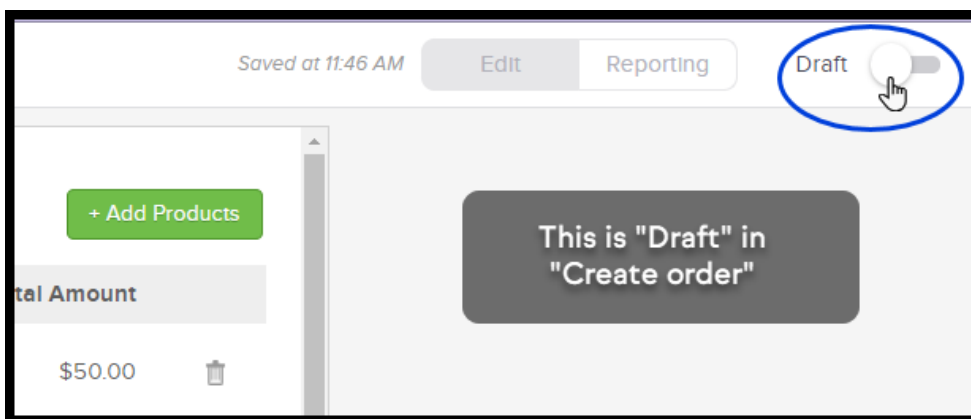 Saved at 11:46 AM
Edit
Reporting
Draft
+ Add Products
This is "Draft" in
"Create order"
tal Amount
$50.00